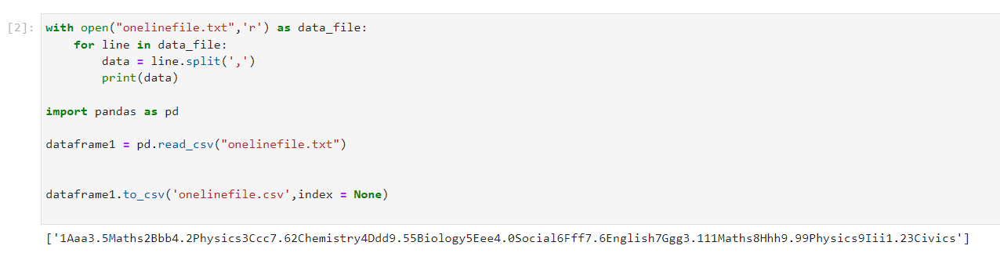 [2]: with open("onelinefile.txt",'r') as data_file:
for line in data_file:
data = line.split(',')
print(data)
import pandas as pd
dataframe1 = pd.read_csv("onelinefile.txt")
dataframe1.to_csv('onelinefile.csv',index = None)
['1Aaa3.5Maths2Bbb4.2Physics3Ccc7.62Chemistry4Ddd9.55Biology5Eee4.0Social6Fff7.6English7Ggg3.111Maths8Hhh9.99Physics9Iii1.23Civics']